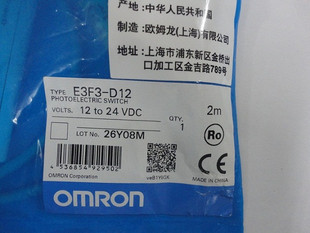 产地:中华人民共和国
制造:欧姆龙(上海)有限公司
地址:上海市浦东新区金桥出
口加工区金吉路789号
TYPE E3F3-D12
PHOTOELECTRIC SWITCH
VOLTS. 12 to 24 VDC
QTY. 1
2m
LOT No. 26Y08M
Ro
4536854929502
OMRON Corporation
OMRON
MADE IN CHINA